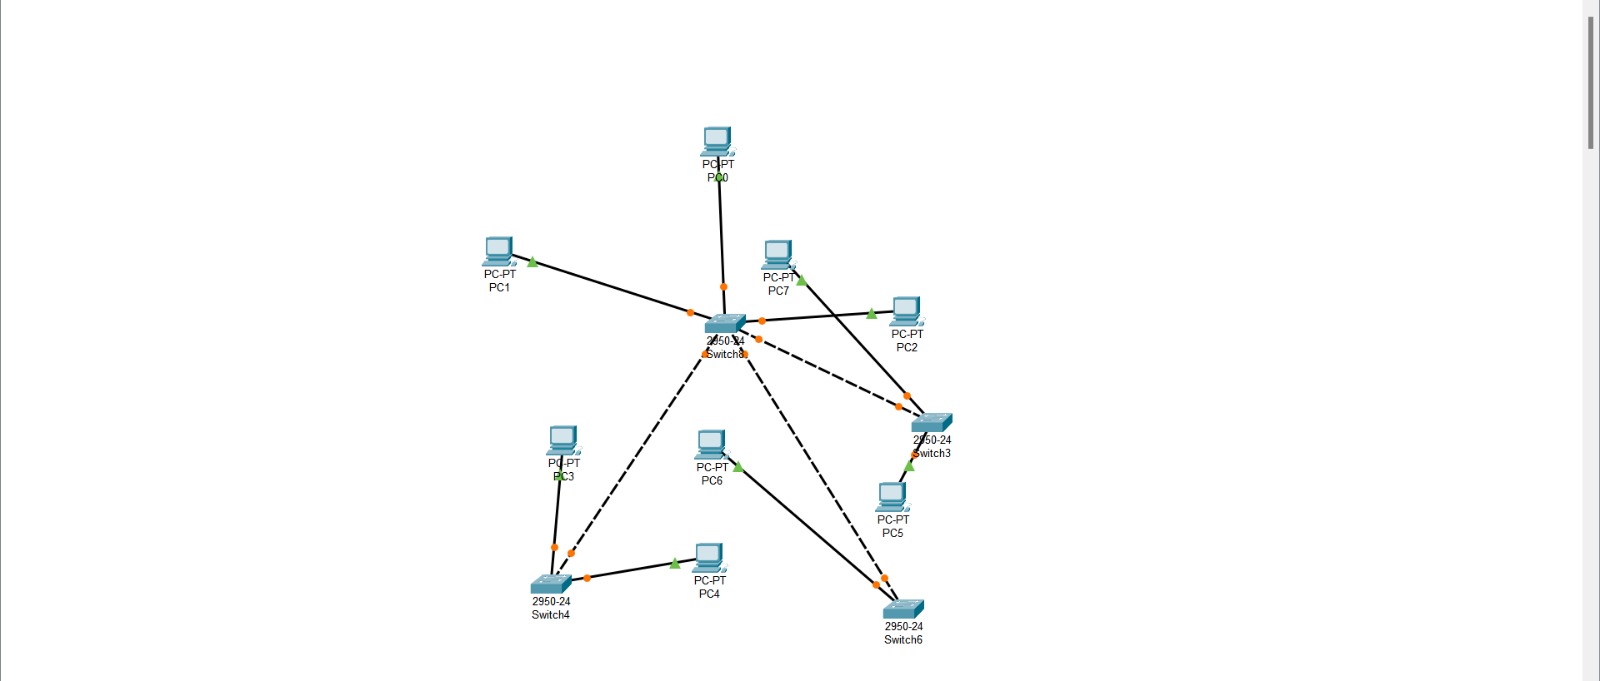 PC-PT
PC0
PC-PT
PC1
PC-PT
PC7
PC-PT
PC2
2950-24
2950-24
Switch3
PC-PT
PC3
PC-PT
PC6
PC-PT
PC5
PC-PT
PC4
2950-24
Switch4
2950-24
Switch6